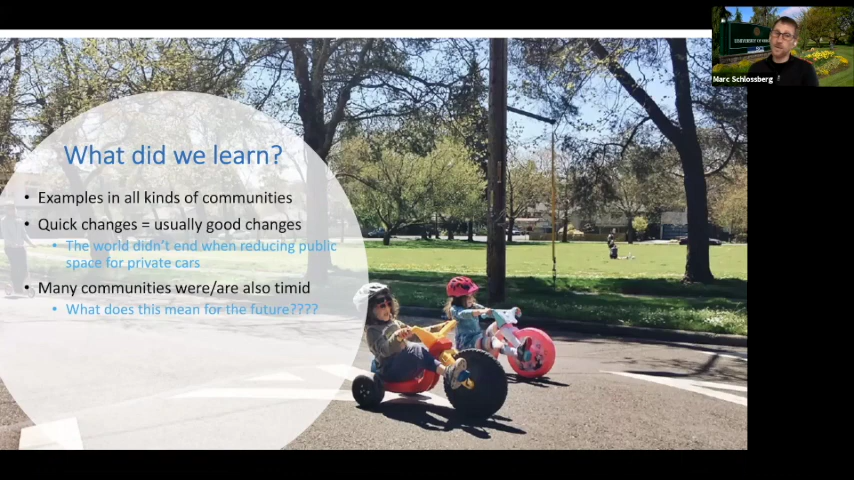 What did we learn?
• Examples in all kinds of communities
• Quick changes = usually good changes
• The world didn't end when reducing public
space for private cars
• Many communities were/are also timid
• What does this mean for the future????
Marc Schlossberg